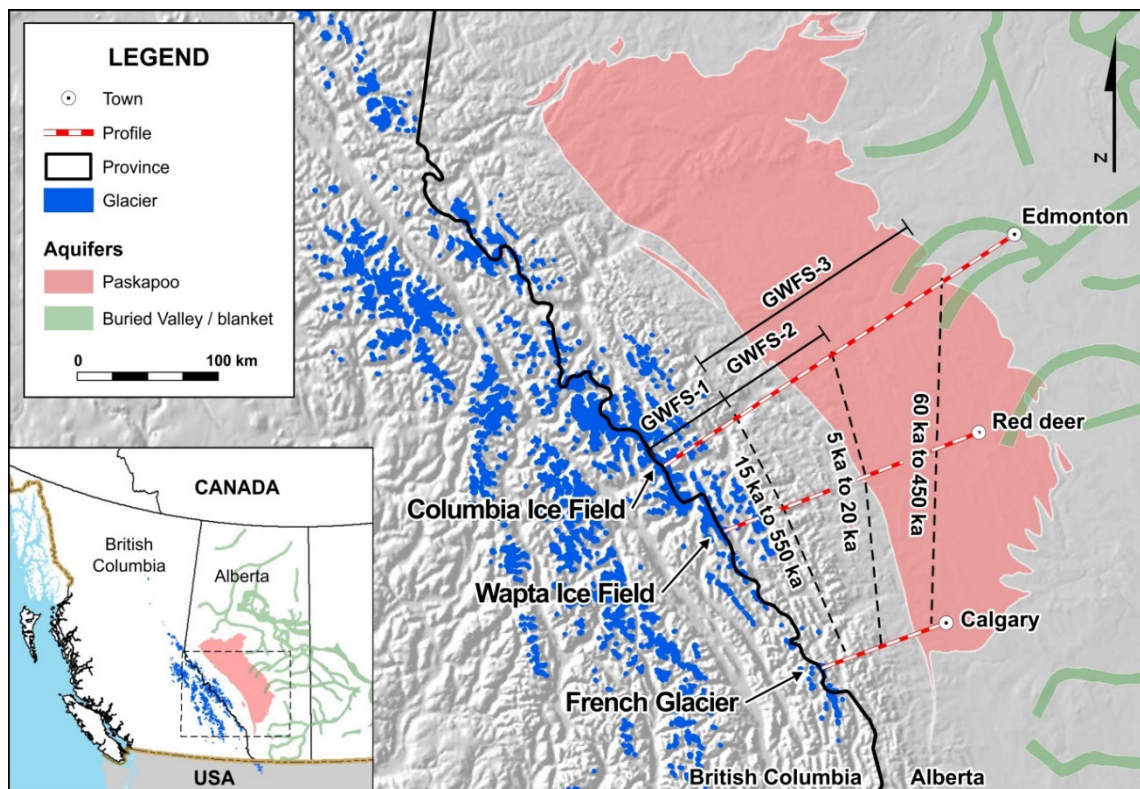 LEGEND
Town
Profile
Province
Glacier
Aquifers
Paskapoo
Buried Valley / blanket
0 100 km
N
Edmonton
GWFS-3
GWFS-2
GWFS-1
60 ka to 450 ka
5 ka to 20 ka
15 ka to 550 ka
Red deer
Columbia Ice Field
Wapta Ice Field
Calgary
French Glacier
British Columbia
Alberta
CANADA
British
Columbia
Alberta
USA